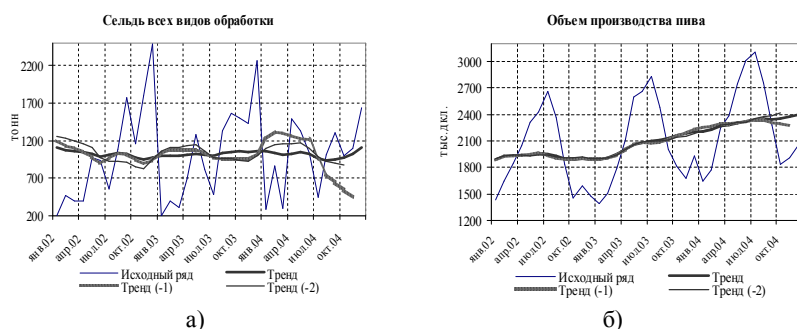 Сельдь всех видов обработки
тонн
2200
1700
1200
700
200
янв.02
апр.02
июл.02
окт.02
янв.03
апр.03
июл.03
окт.03
янв.04
апр.04
июл.04
окт.04
Исходный ряд Тренд
Тренд (-1) Тренд (-2)
а)
Объем производства пива
тыс.дкл.
3300
3000
2700
2400
2100
1800
1500
1200
янв.02
апр.02
июл.02
окт.02
янв.03
апр.03
июл.03
окт.03
янв.04
апр.04
июл.04
окт.04
Исходный ряд Тренд
Тренд (-1) Тренд (-2)
б)